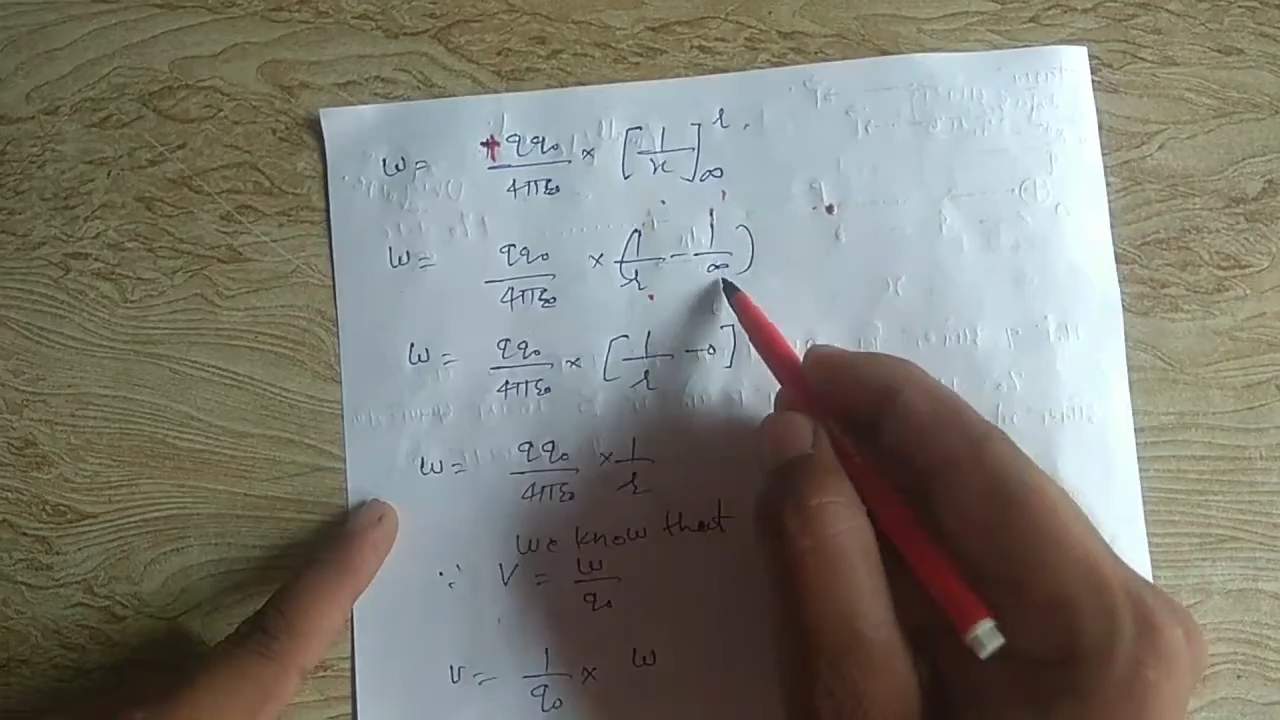 W= +qq₀/4πε₀ × [1/x]∞^r
W= qq₀/4πε₀ × (1/r - 1/∞)
W= qq₀/4πε₀ × [1/r - 0]
W= qq₀/4πε₀ × 1/r
We know that
∵ V = W/q₀
V= 1/q₀ × W